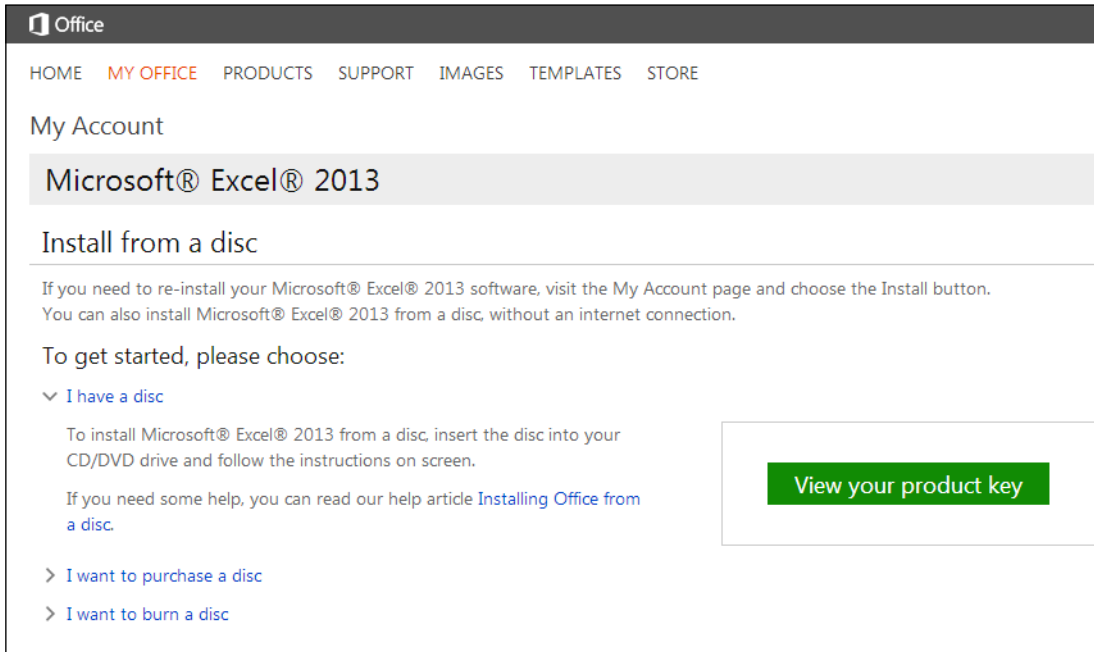 Office
HOME MY OFFICE PRODUCTS SUPPORT IMAGES TEMPLATES STORE
My Account
Microsoft® Excel® 2013
Install from a disc
If you need to re-install your Microsoft® Excel® 2013 software, visit the My Account page and choose the Install button.
You can also install Microsoft® Excel® 2013 from a disc, without an internet connection.
To get started, please choose:
I have a disc
To install Microsoft® Excel® 2013 from a disc, insert the disc into your
CD/DVD drive and follow the instructions on screen.
If you need some help, you can read our help article Installing Office from
a disc.
View your product key
I want to purchase a disc
I want to burn a disc